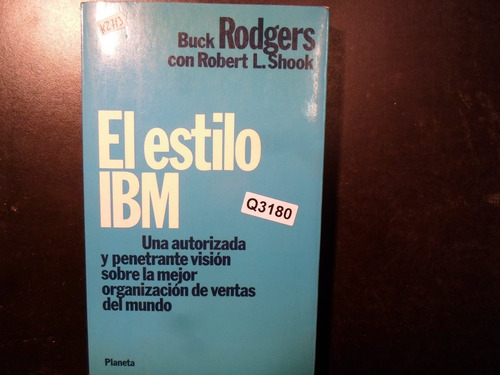 Buck Rodgers
con Robert L. Shook
El estilo
IBM
Q3180
Una autorizada
y penetrante visión
sobre la mejor
organización de ventas
del mundo
Planeta